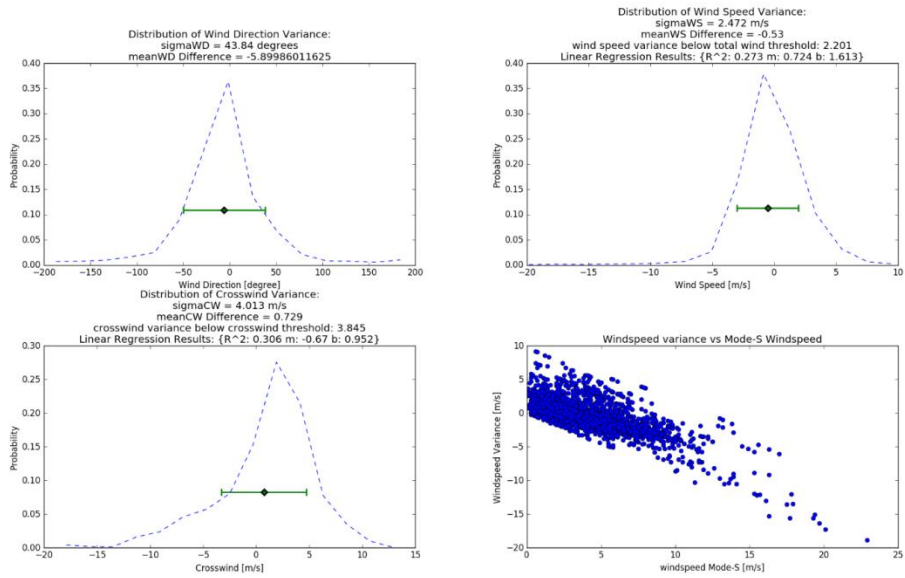 Distribution of Wind Direction Variance:
sigmaWD = 43.84 degrees
meanWD Difference = -5.89986011625
0.40
0.35
0.30
0.25
0.20
0.15
0.10
0.05
0.00
Probability
-200
-150
-100
-50
0
50
100
150
200
Wind Direction [degree]
Distribution of Wind Speed Variance:
sigmaWS = 2.472 m/s
meanWS Difference = -0.53
wind speed variance below total wind threshold: 2.201
Linear Regression Results: {R^2: 0.273 m: 0.724 b: 1.613}
0.40
0.35
0.30
0.25
0.20
0.15
0.10
0.05
0.00
Probability
-20
-15
-10
-5
0
5
10
Wind Speed [m/s]
Distribution of Crosswind Variance:
sigmaCW = 4.013 m/s
meanCW Difference = 0.729
crosswind variance below crosswind threshold: 3.845
Linear Regression Results: {R^2: 0.306 m: -0.67 b: 0.952}
0.30
0.25
0.20
0.15
0.10
0.05
0.00
Probability
-20
-15
-10
-5
0
5
10
15
Crosswind [m/s]
Windspeed variance vs Mode-S Windspeed
10
5
0
-5
-10
-15
-20
Windspeed Variance [m/s]
0
5
10
15
20
25
windspeed Mode-S [m/s]